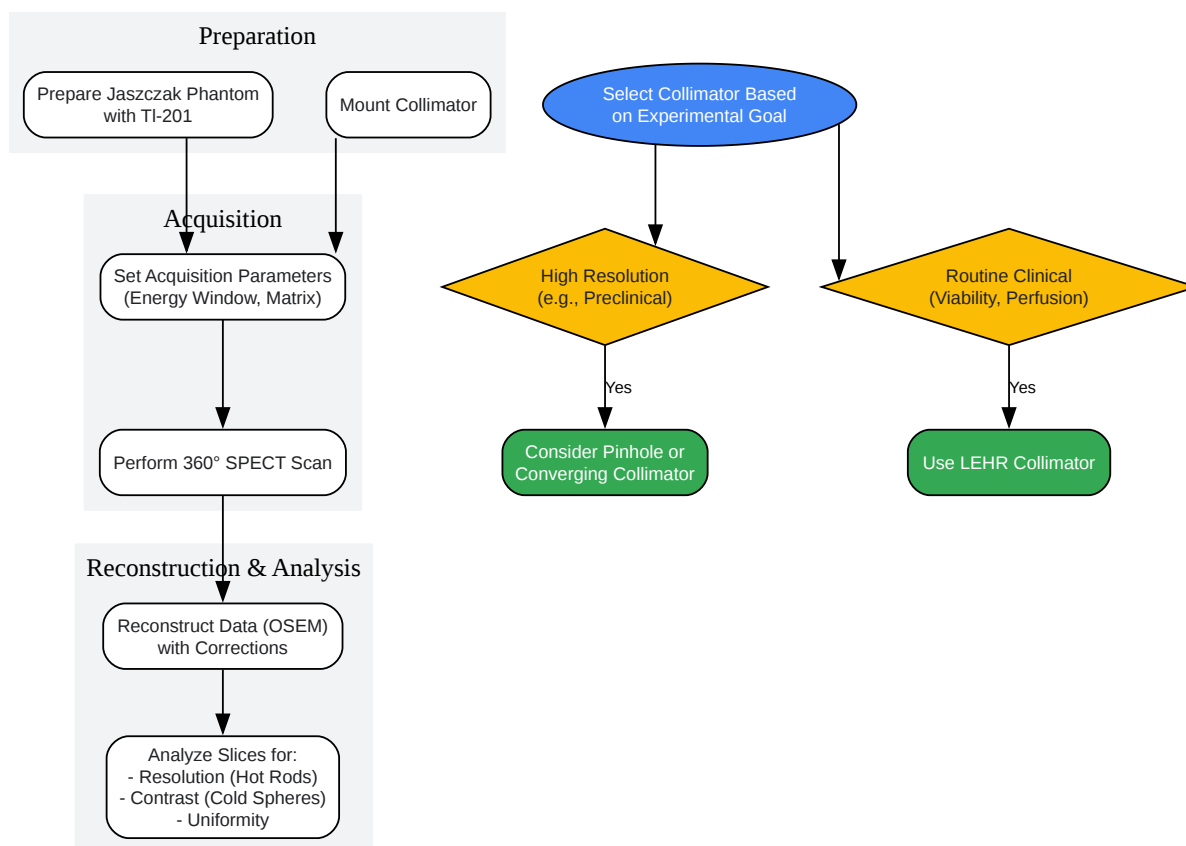 Preparation
Prepare Jaszczak Phantom
with Tl-201
Mount Collimator
Acquisition
Set Acquisition Parameters
(Energy Window, Matrix)
Perform 360° SPECT Scan
Reconstruction & Analysis
Reconstruct Data (OSEM)
with Corrections
Analyze Slices for:
- Resolution (Hot Rods)
- Contrast (Cold Spheres)
- Uniformity
Select Collimator Based
on Experimental Goal
High Resolution
(e.g., Preclinical)
Yes
Consider Pinhole or
Converging Collimator
Routine Clinical
(Viability, Perfusion)
Yes
Use LEHR Collimator